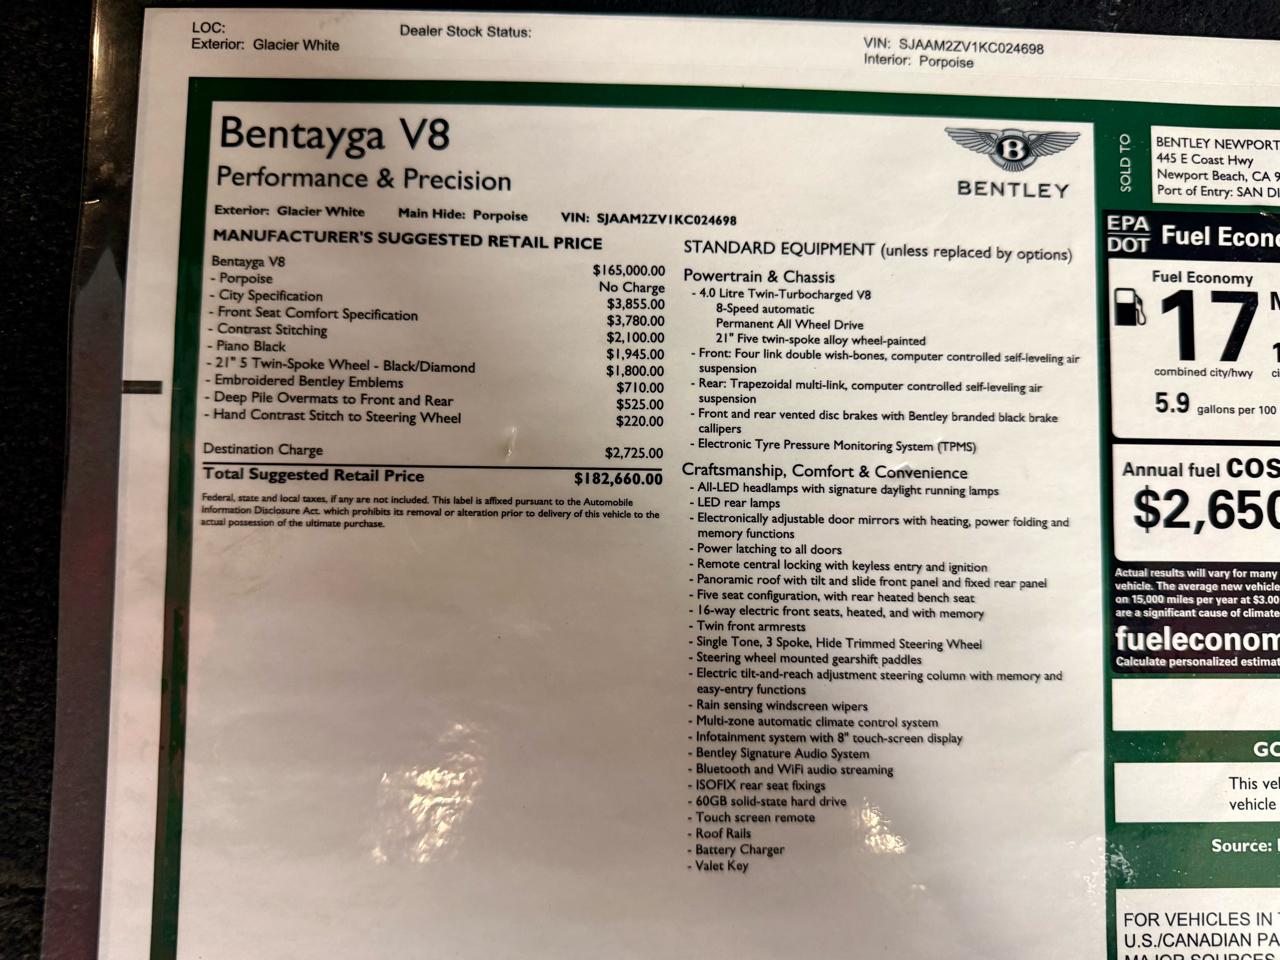 LOC:
Dealer Stock Status:
Exterior: Glacier White
VIN: SJAAM2ZV1KC024698
Interior: Porpoise
Bentayga V8
Performance & Precision
B
BENTLEY
Exterior: Glacier White Main Hide: Porpoise VIN: SJAAM2ZV1KC024698
MANUFACTURER'S SUGGESTED RETAIL PRICE
Bentayga V8 $165,000.00
- Porpoise No Charge
- City Specification $3,855.00
- Front Seat Comfort Specification $3,780.00
- Contrast Stitching $2,100.00
- Piano Black $1,945.00
- 21" 5 Twin-Spoke Wheel - Black/Diamond $1,800.00
- Embroidered Bentley Emblems $710.00
- Deep Pile Overmats to Front and Rear $525.00
- Hand Contrast Stitch to Steering Wheel $220.00
Destination Charge $2,725.00
Total Suggested Retail Price $182,660.00
Federal, state and local taxes, if any are not included. This label is affixed pursuant to the Automobile
Information Disclosure Act. which prohibits its removal or alteration prior to delivery of this vehicle to the
actual possession of the ultimate purchase.
STANDARD EQUIPMENT (unless replaced by options)
Powertrain & Chassis
- 4.0 Litre Twin-Turbocharged V8
8-Speed automatic
Permanent All Wheel Drive
21" Five twin-spoke alloy wheel-painted
- Front: Four link double wish-bones, computer controlled self-leveling air
suspension
- Rear: Trapezoidal multi-link, computer controlled self-leveling air
suspension
- Front and rear vented disc brakes with Bentley branded black brake
callipers
- Electronic Tyre Pressure Monitoring System (TPMS)
Craftsmanship, Comfort & Convenience
- All-LED headlamps with signature daylight running lamps
- LED rear lamps
- Electronically adjustable door mirrors with heating, power folding and
memory functions
- Power latching to all doors
- Remote central locking with keyless entry and ignition
- Panoramic roof with tilt and slide front panel and fixed rear panel
- Five seat configuration, with rear heated bench seat
- 16-way electric front seats, heated, and with memory
- Twin front armrests
- Single Tone, 3 Spoke, Hide Trimmed Steering Wheel
- Steering wheel mounted gearshift paddles
- Electric tilt-and-reach adjustment steering column with memory and
easy-entry functions
- Rain sensing windscreen wipers
- Multi-zone automatic climate control system
- Infotainment system with 8" touch-screen display
- Bentley Signature Audio System
- Bluetooth and WiFi audio streaming
- ISOFIX rear seat fixings
- 60GB solid-state hard drive
- Touch screen remote
- Roof Rails
- Battery Charger
- Valet Key
SOLD TO
BENTLEY NEWPORT
445 E Coast Hwy
Newport Beach, CA 9
Port of Entry: SAN DI
EPA
DOT
Fuel Econo
Fuel Economy
17
combined city/hwy
5.9 gallons per 100
Annual fuel COS
$2,650
Actual results will vary for many
vehicle. The average new vehicle
on 15,000 miles per year at $3.00
are a significant cause of climate
fueleconom
Calculate personalized estimat
GO
This vel
vehicle
Source:
FOR VEHICLES IN
U.S./CANADIAN PA
MAJOR SOURCES